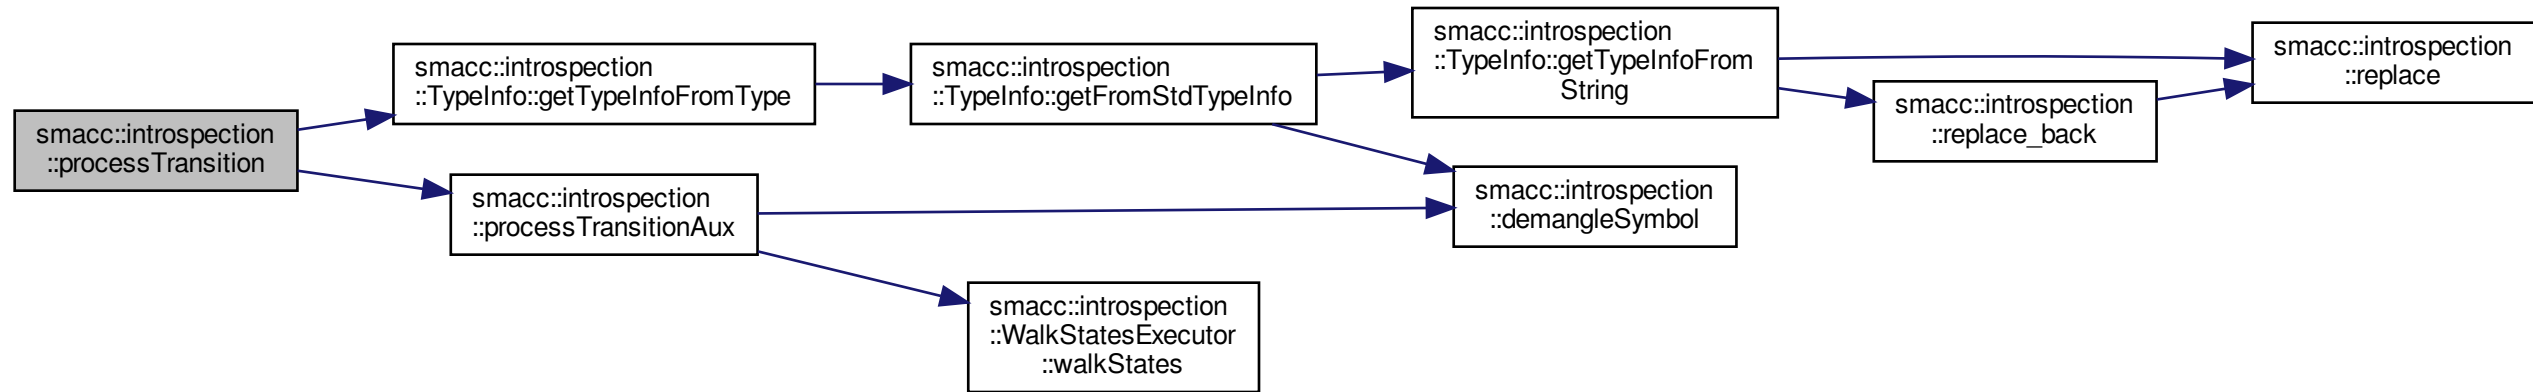 smacc::introspection
::processTransition
smacc::introspection
::TypeInfo::getTypeInfoFromType
smacc::introspection
::processTransitionAux
smacc::introspection
::TypeInfo::getFromStdTypeInfo
smacc::introspection
::WalkStatesExecutor
::walkStates
smacc::introspection
::TypeInfo::getTypeInfoFrom
String
smacc::introspection
::demangleSymbol
smacc::introspection
::replace_back
smacc::introspection
::replace